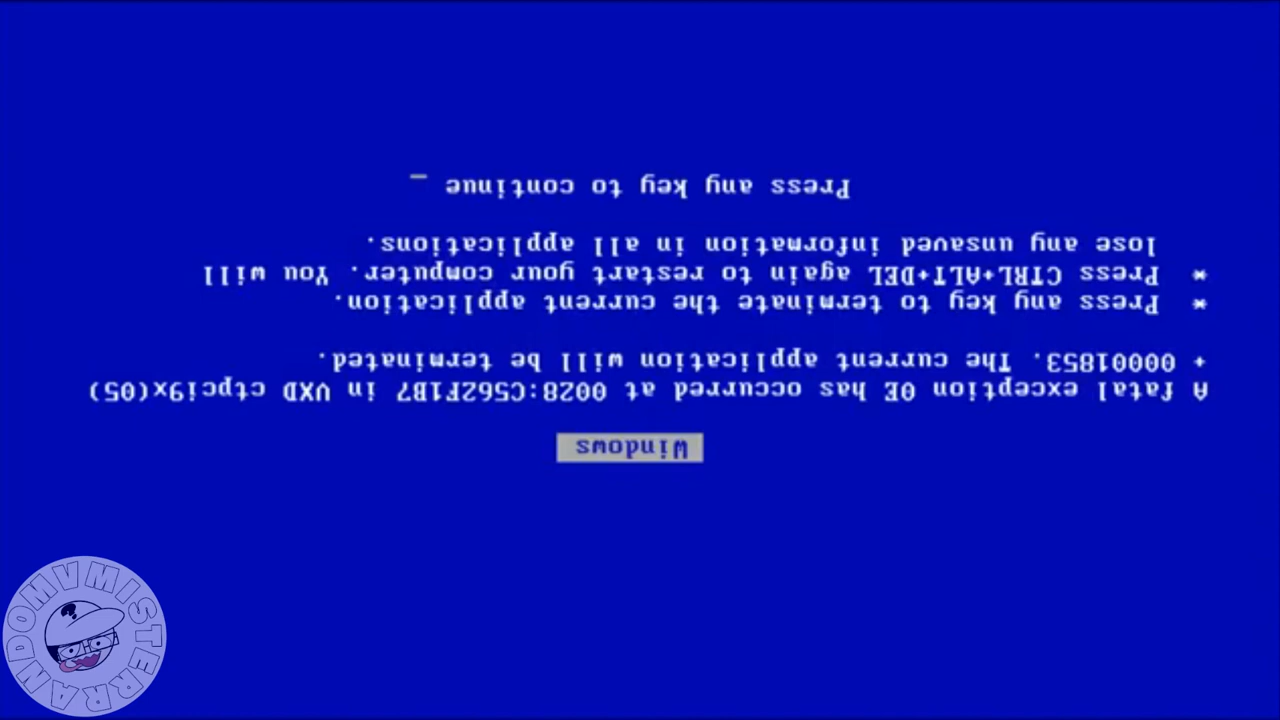 Windows
A fatal exception 0E has occurred at 0028:C562F1B7 in VXD ctpci9x(05)
+ 00001853. The current application will be terminated.
* Press any key to terminate the current application.
* Press CTRL+ALT+DEL again to restart your computer. You will
lose any unsaved information in all applications.
Press any key to continue _
RANDOMVMISTER